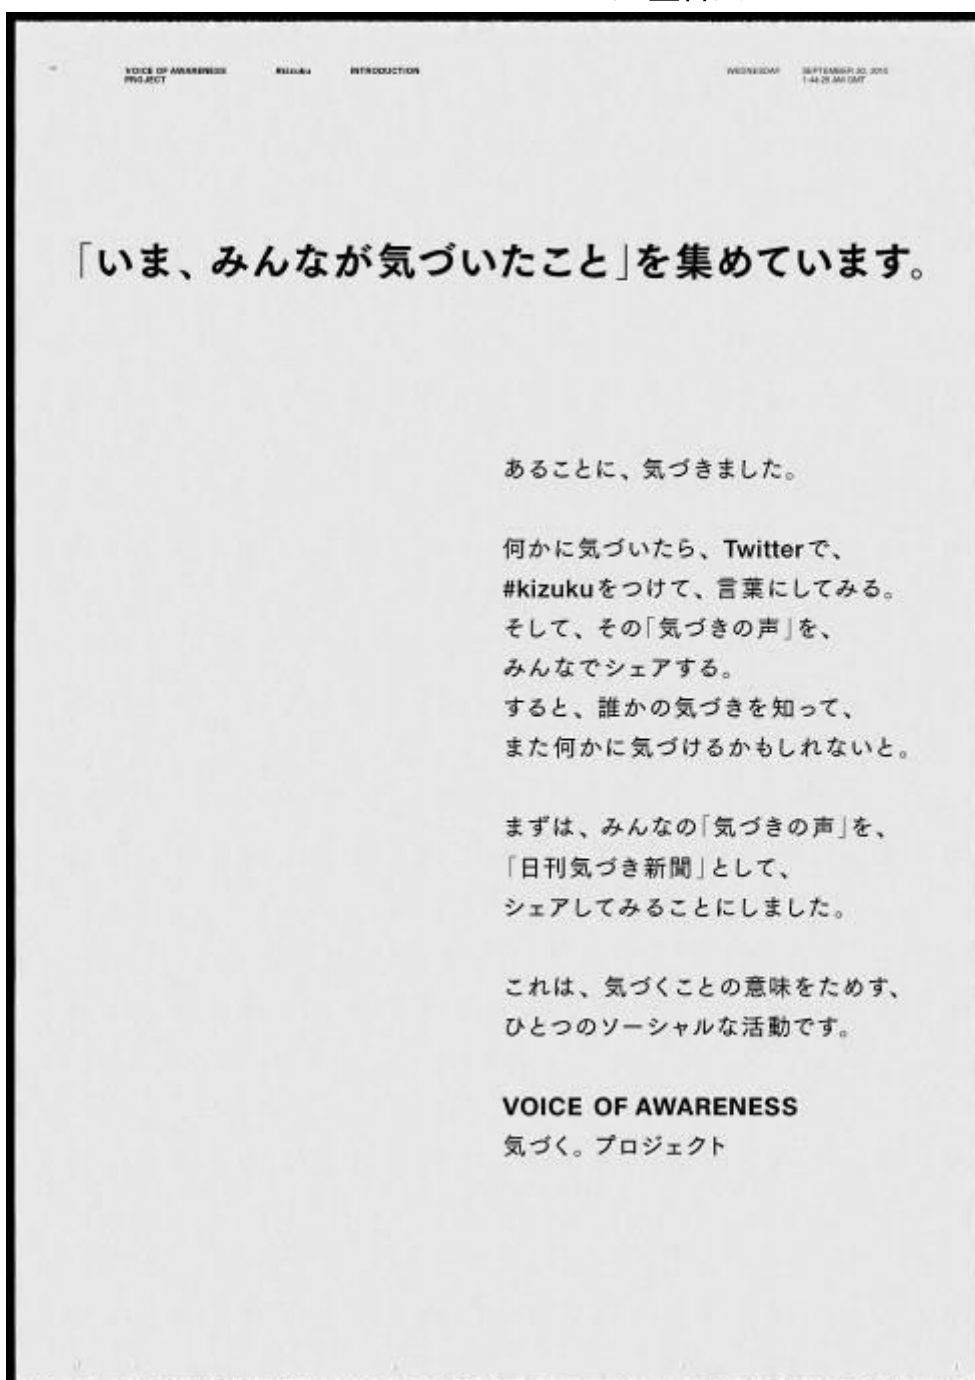 VOICE OF AWARENESS
PROJECT
#kizuku
INTRODUCTION
WEDNESDAY
「いま、みんなが気づいたこと」を集めています。
あることに、気づきました。
何かに気づいたら、Twitterで、
#kizukuをつけて、言葉にしてみる。
そして、その「気づきの声」を、
みんなでシェアする。
すると、誰かの気づきを知って、
また何かに気づけるかもしれないと。
まずは、みんなの「気づきの声」を、
「日刊気づき新聞」として、
シェアしてみることにしました。
これは、気づくことの意味をためす、
ひとつのソーシャルな活動です。
VOICE OF AWARENESS
気づく。プロジェクト